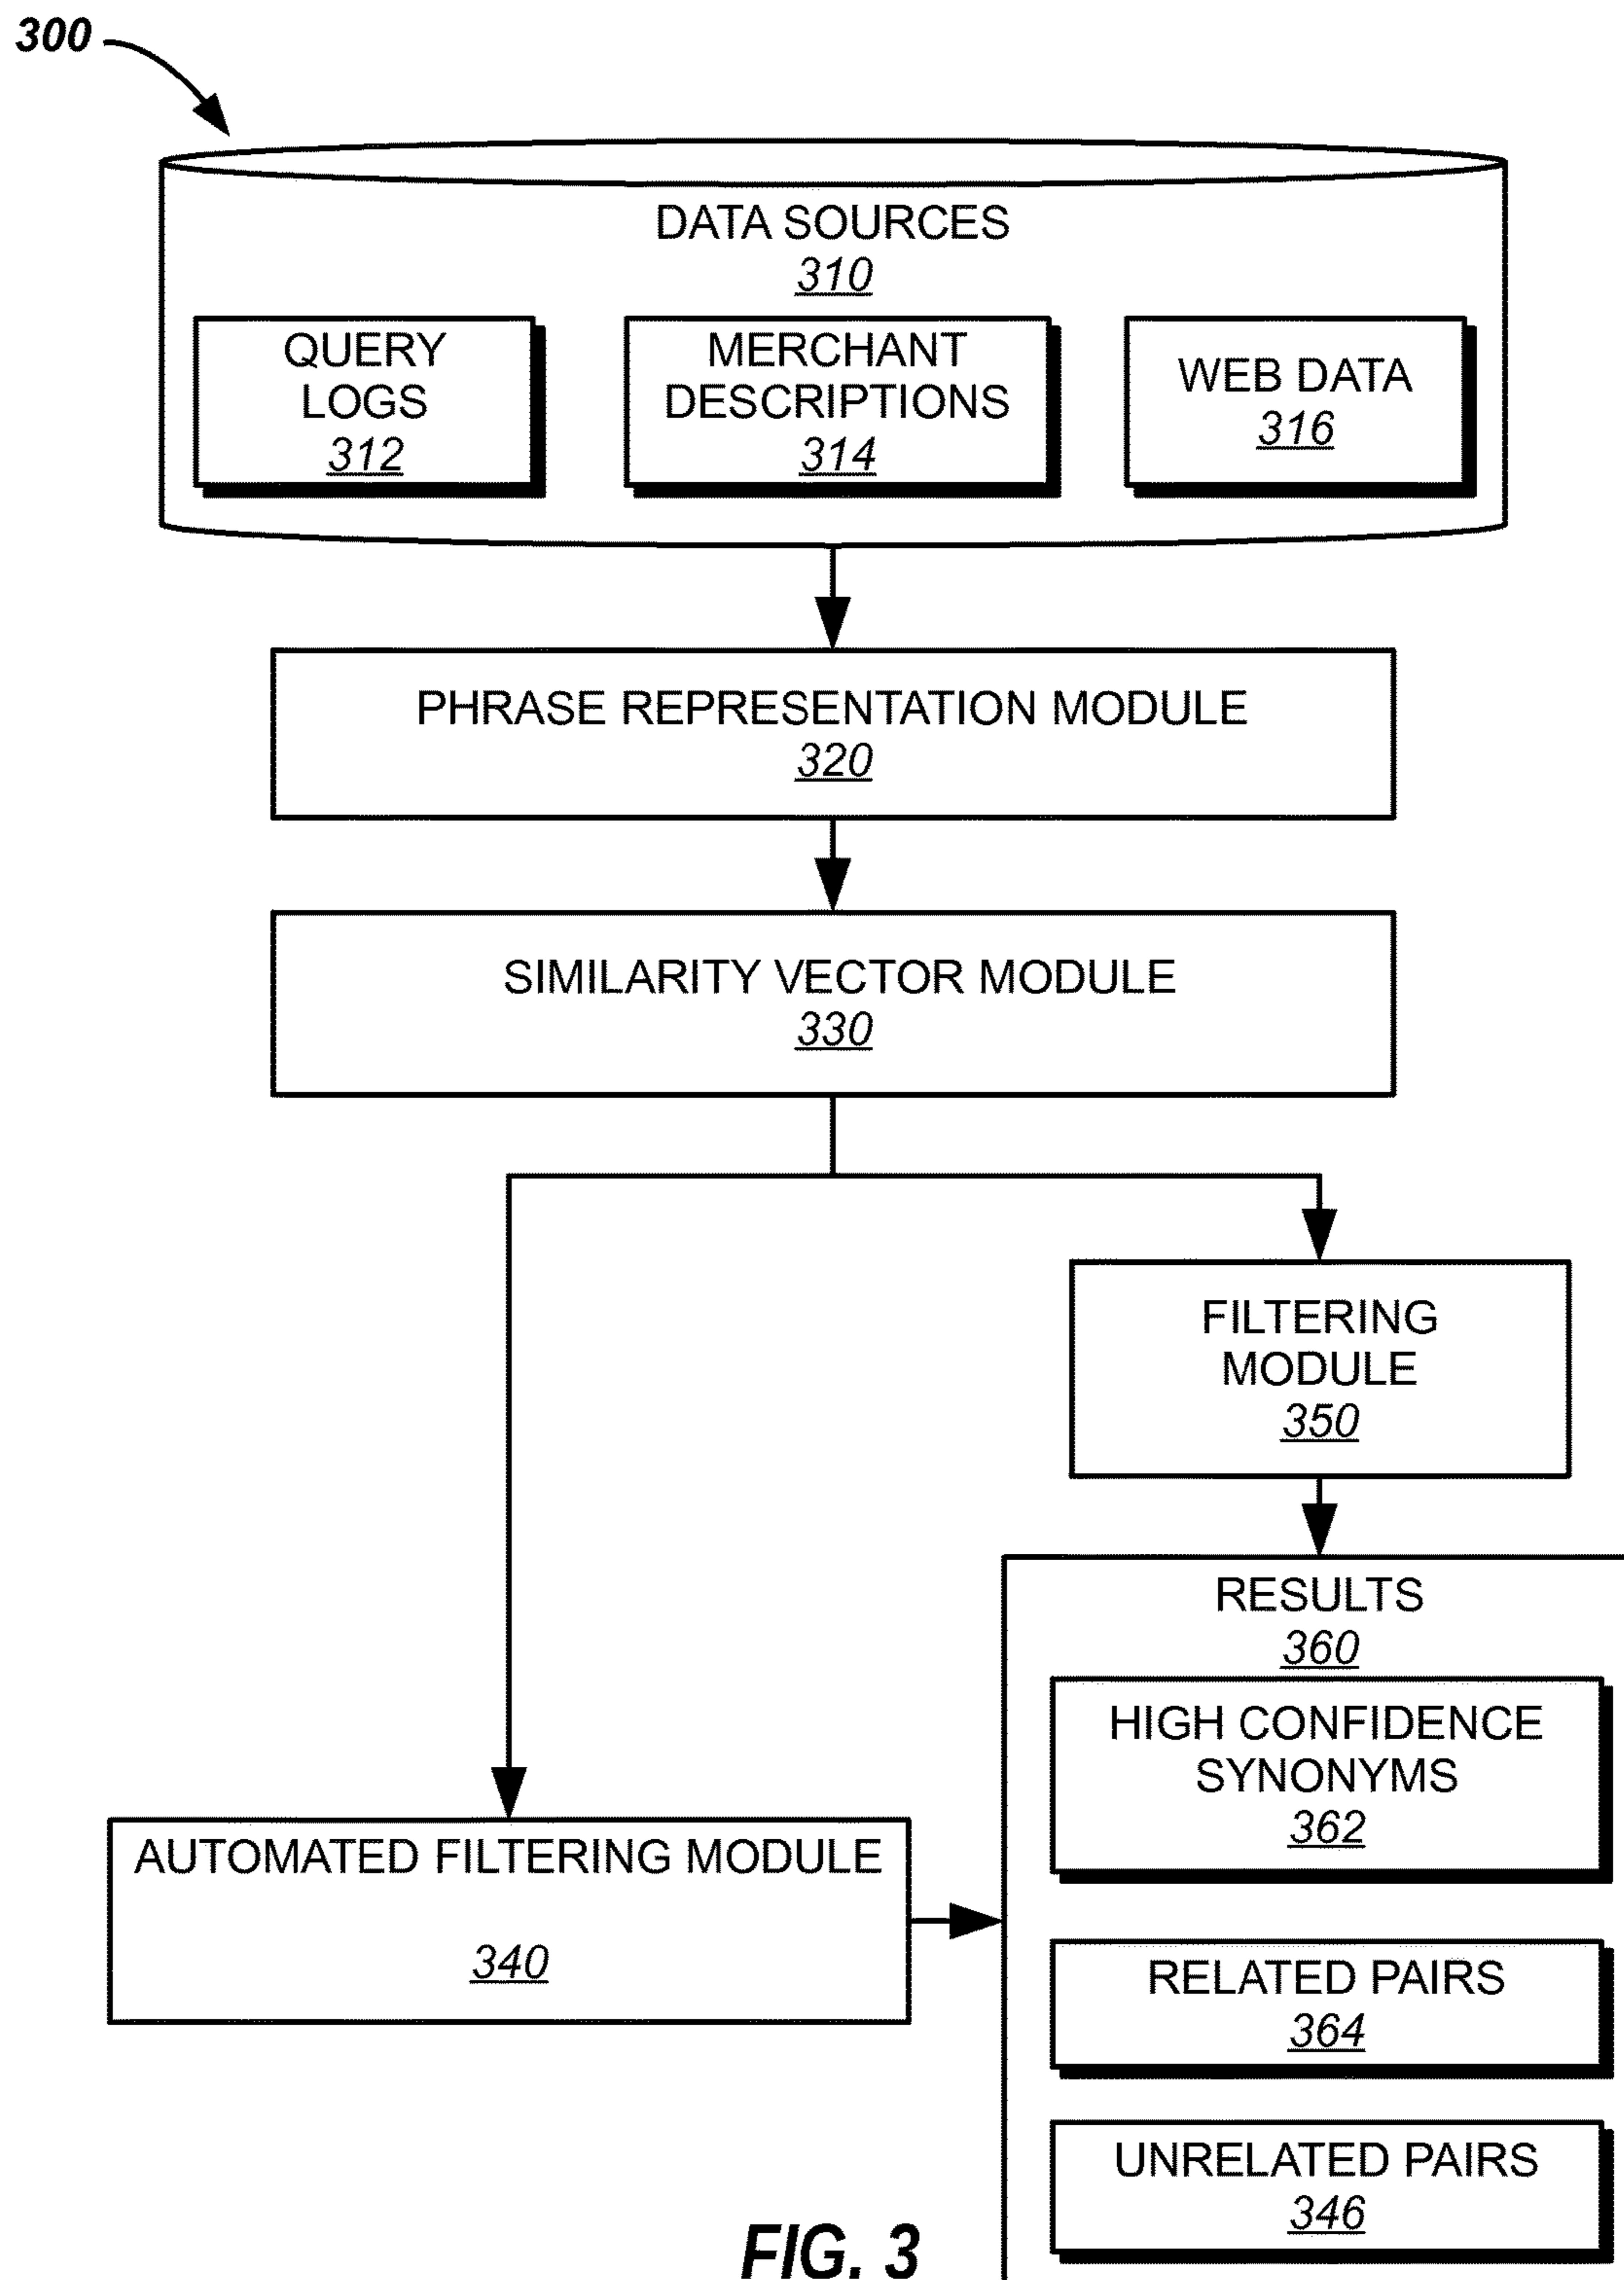 300
DATA SOURCES
310
QUERY
LOGS
312
MERCHANT
DESCRIPTIONS
314
WEB DATA
316
PHRASE REPRESENTATION MODULE
320
SIMILARITY VECTOR MODULE
330
FILTERING
MODULE
350
RESULTS
360
HIGH CONFIDENCE
SYNONYMS
362
AUTOMATED FILTERING MODULE
340
RELATED PAIRS
364
UNRELATED PAIRS
346
FIG. 3